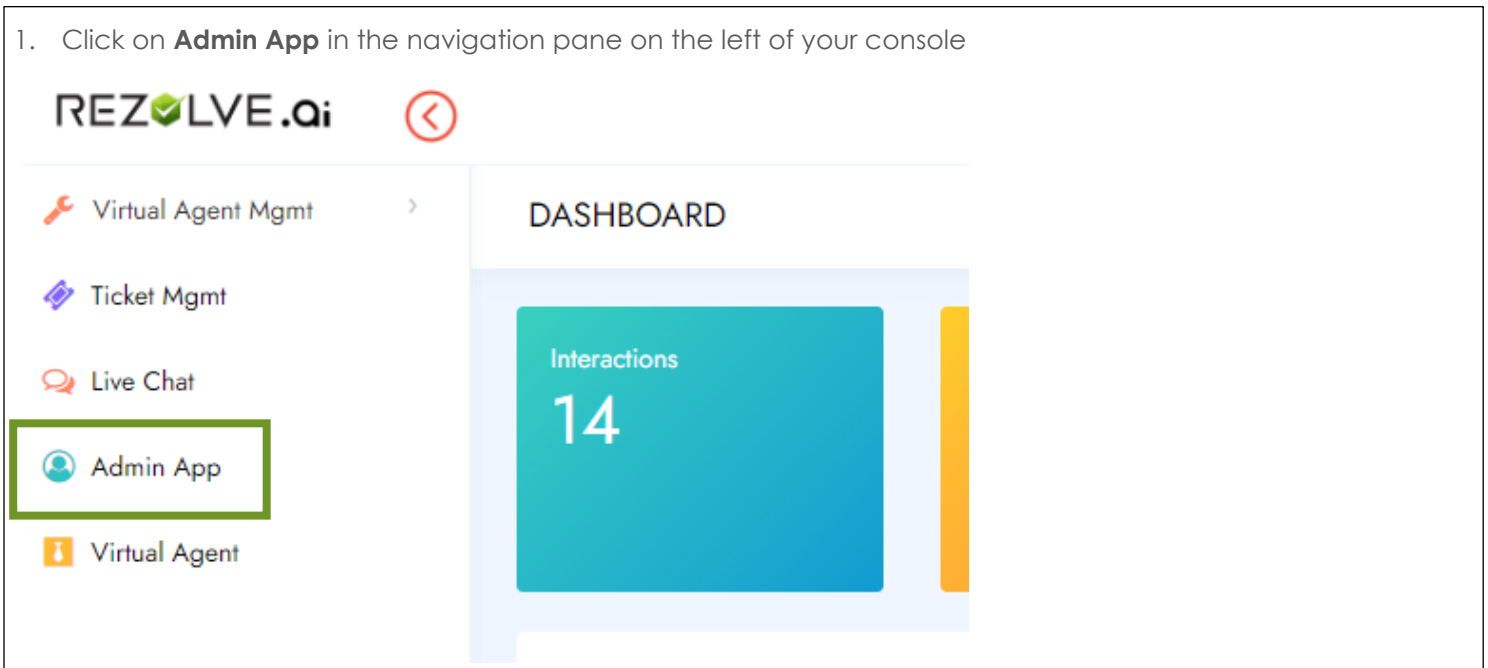 1. Click on Admin App in the navigation pane on the left of your console
REZOLVE.ai
Virtual Agent Mgmt
DASHBOARD
Ticket Mgmt
Interactions
14
Live Chat
Admin App
Virtual Agent